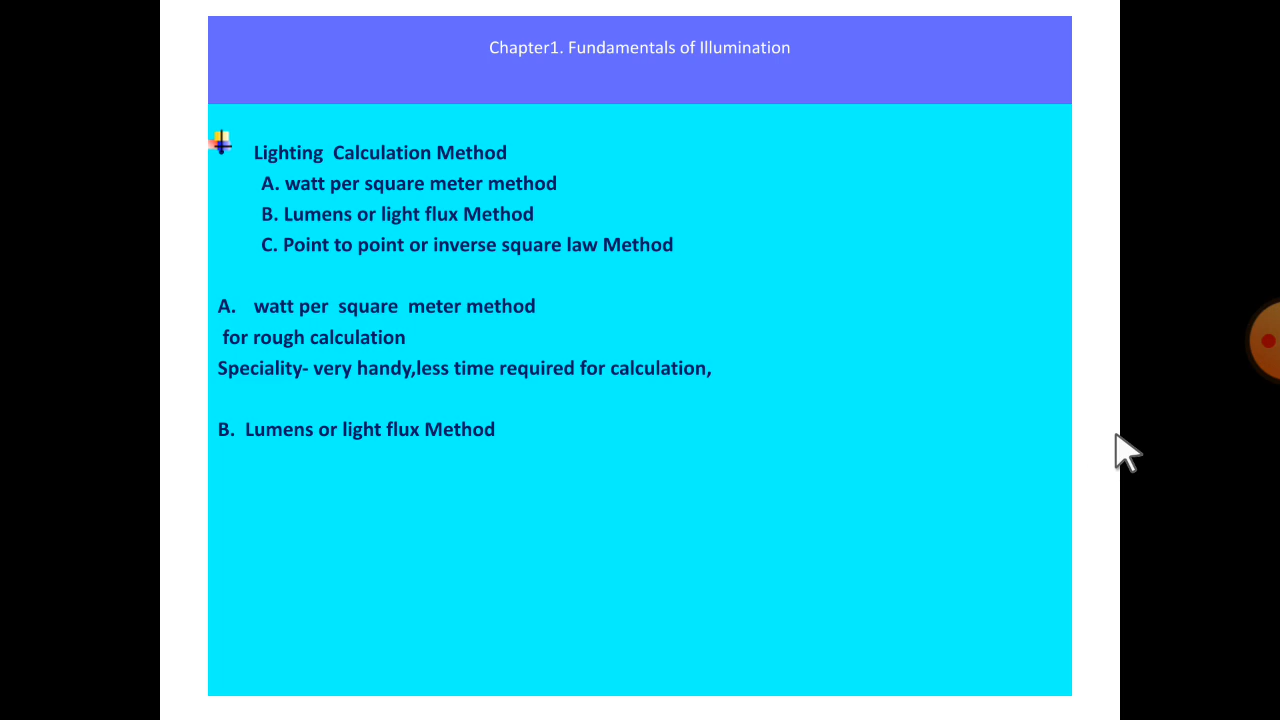 Chapter1. Fundamentals of Illumination
Lighting  Calculation Method
A. watt per square meter method
B. Lumens or light flux Method
C. Point to point or inverse square law Method
A.   watt per  square  meter method
for rough calculation
Speciality- very handy,less time required for calculation,
B.  Lumens or light flux Method